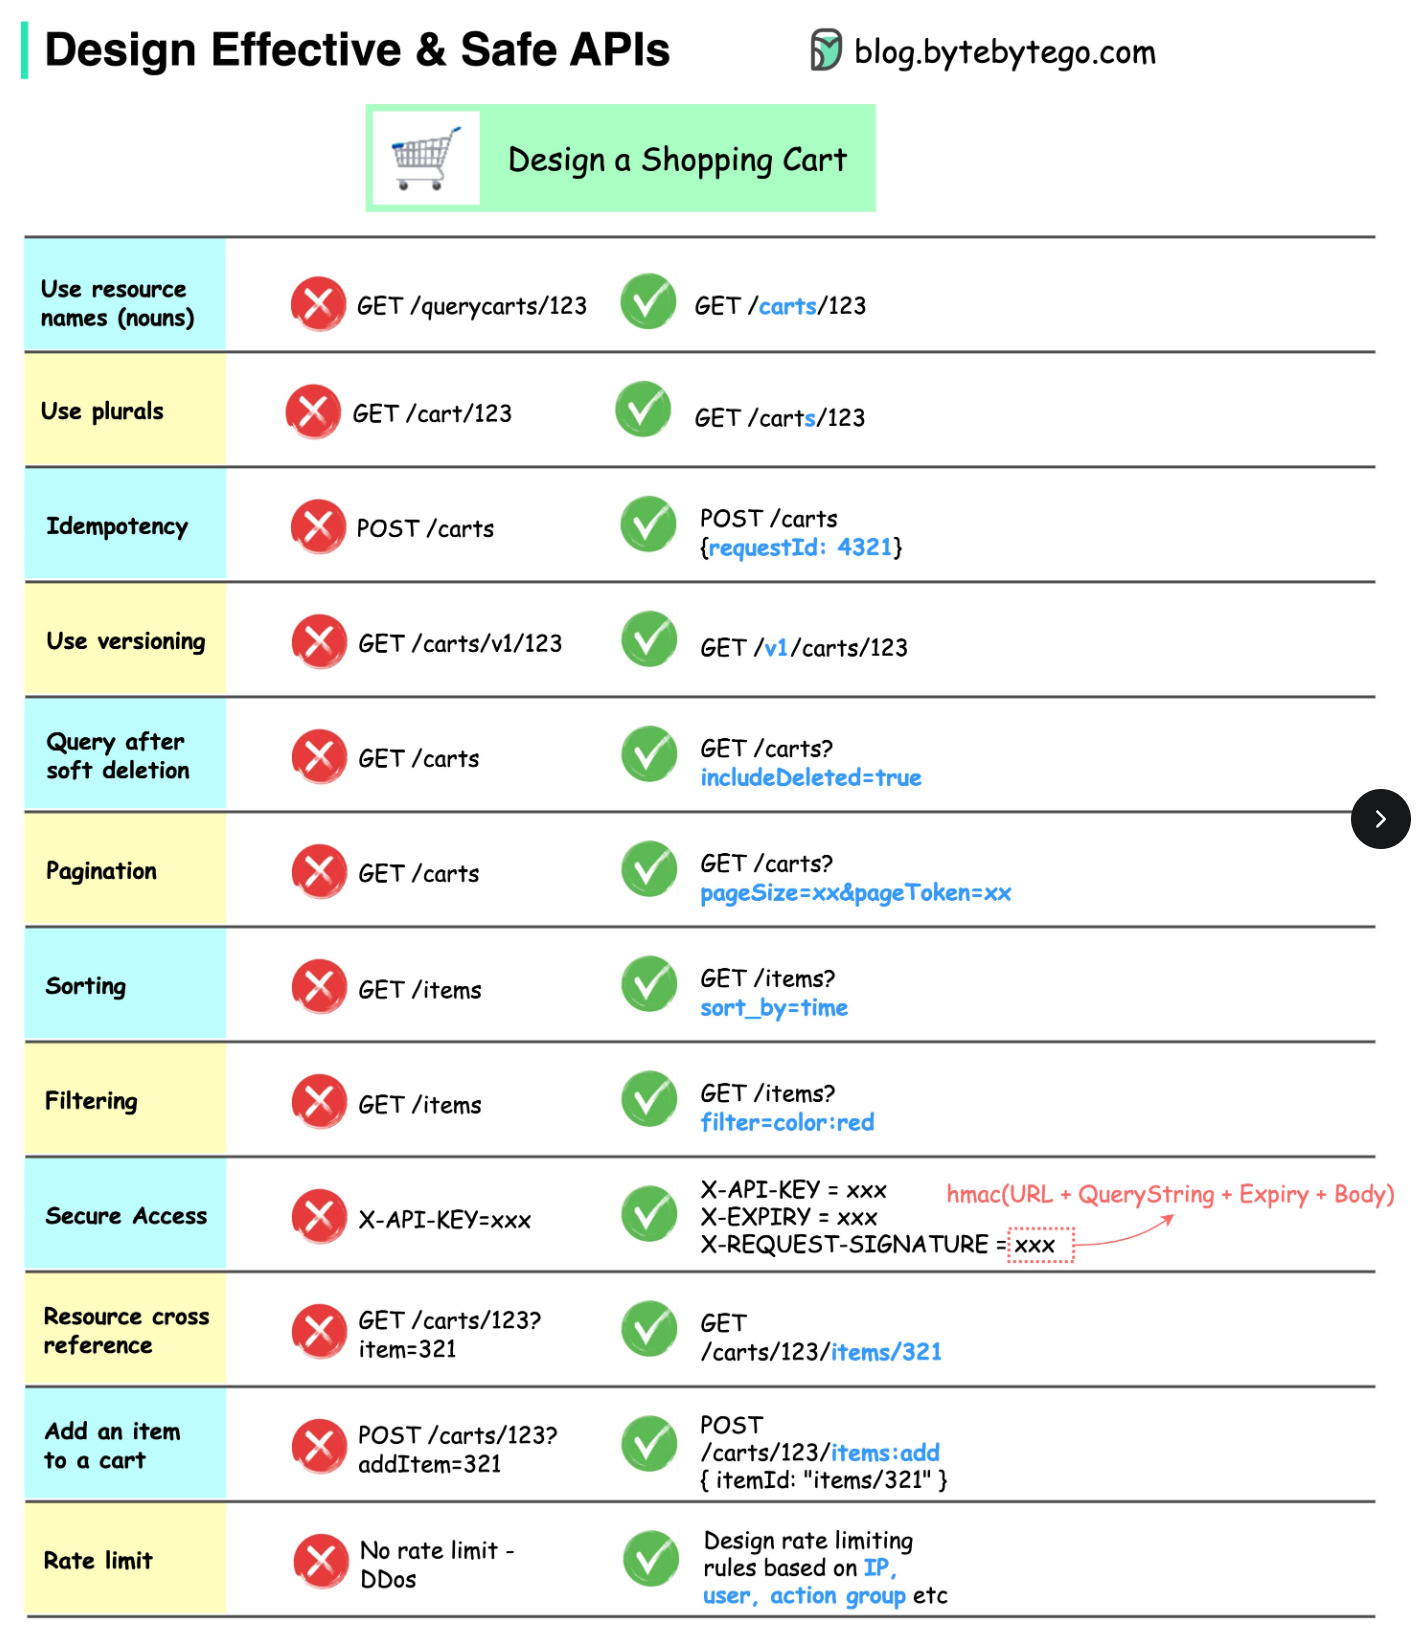 Design Effective & Safe APIs
blog.bytebytego.com
Design a Shopping Cart
Use resource
names (nouns)
GET /querycarts/123
GET /carts/123
Use plurals
GET /cart/123
GET /carts/123
Idempotency
POST /carts
POST /carts
{requestId: 4321}
Use versioning
GET /carts/v1/123
GET /v1/carts/123
Query after
soft deletion
GET /carts
GET /carts?
includeDeleted=true
Pagination
GET /carts
GET /carts?
pageSize=xx&pageToken=xx
Sorting
GET /items
GET /items?
sort_by=time
Filtering
GET /items
GET /items?
filter=color:red
Secure Access
X-API-KEY=xxx
X-API-KEY = xxx
X-EXPIRY = xxx
X-REQUEST-SIGNATURE = xxx
hmac(URL + QueryString + Expiry + Body)
Resource cross
reference
GET /carts/123?
item=321
GET
/carts/123/items/321
Add an item
to a cart
POST /carts/123?
addItem=321
POST
/carts/123/items:add
{ itemId: "items/321" }
Rate limit
No rate limit -
DDos
Design rate limiting
rules based on IP,
user, action group etc